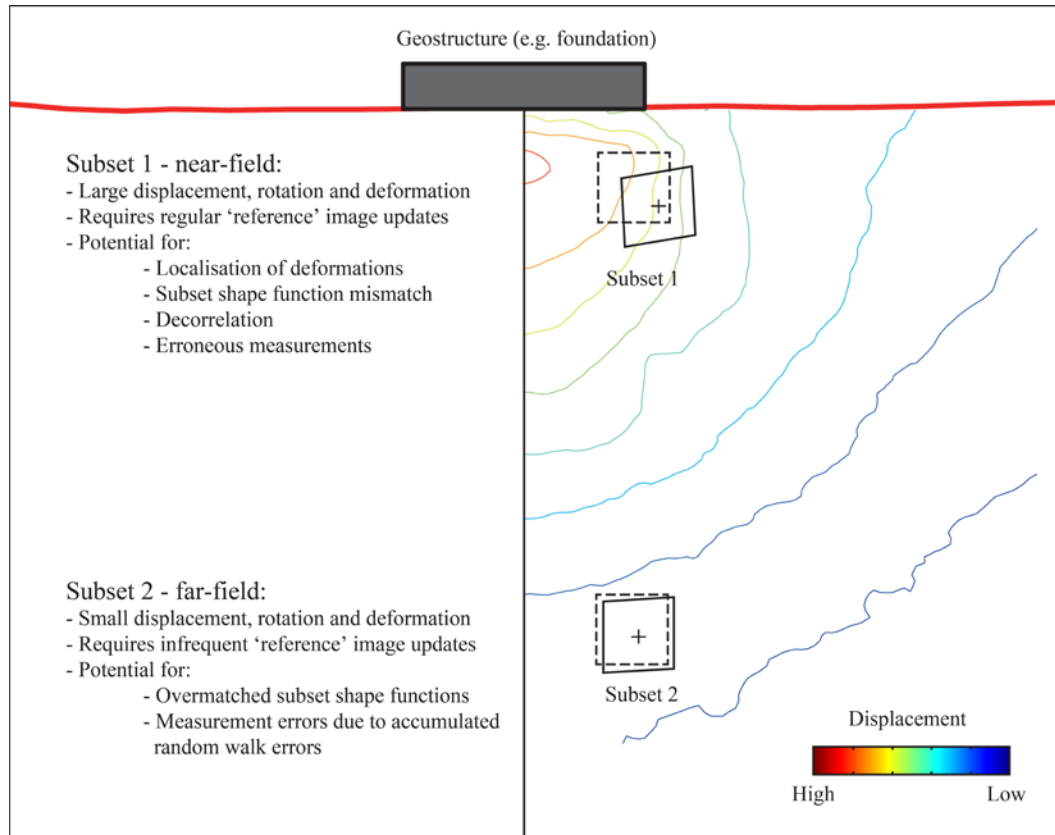 Geostructure (e.g. foundation)
Subset 1 - near-field:
- Large displacement, rotation and deformation
- Requires regular ‘reference’ image updates
- Potential for:
- Localisation of deformations
- Subset shape function mismatch
- Decorrelation
- Erroneous measurements
Subset 1
Subset 2 - far-field:
- Small displacement, rotation and deformation
- Requires infrequent ‘reference’ image updates
- Potential for:
- Overmatched subset shape functions
- Measurement errors due to accumulated
random walk errors
Subset 2
Displacement
High Low